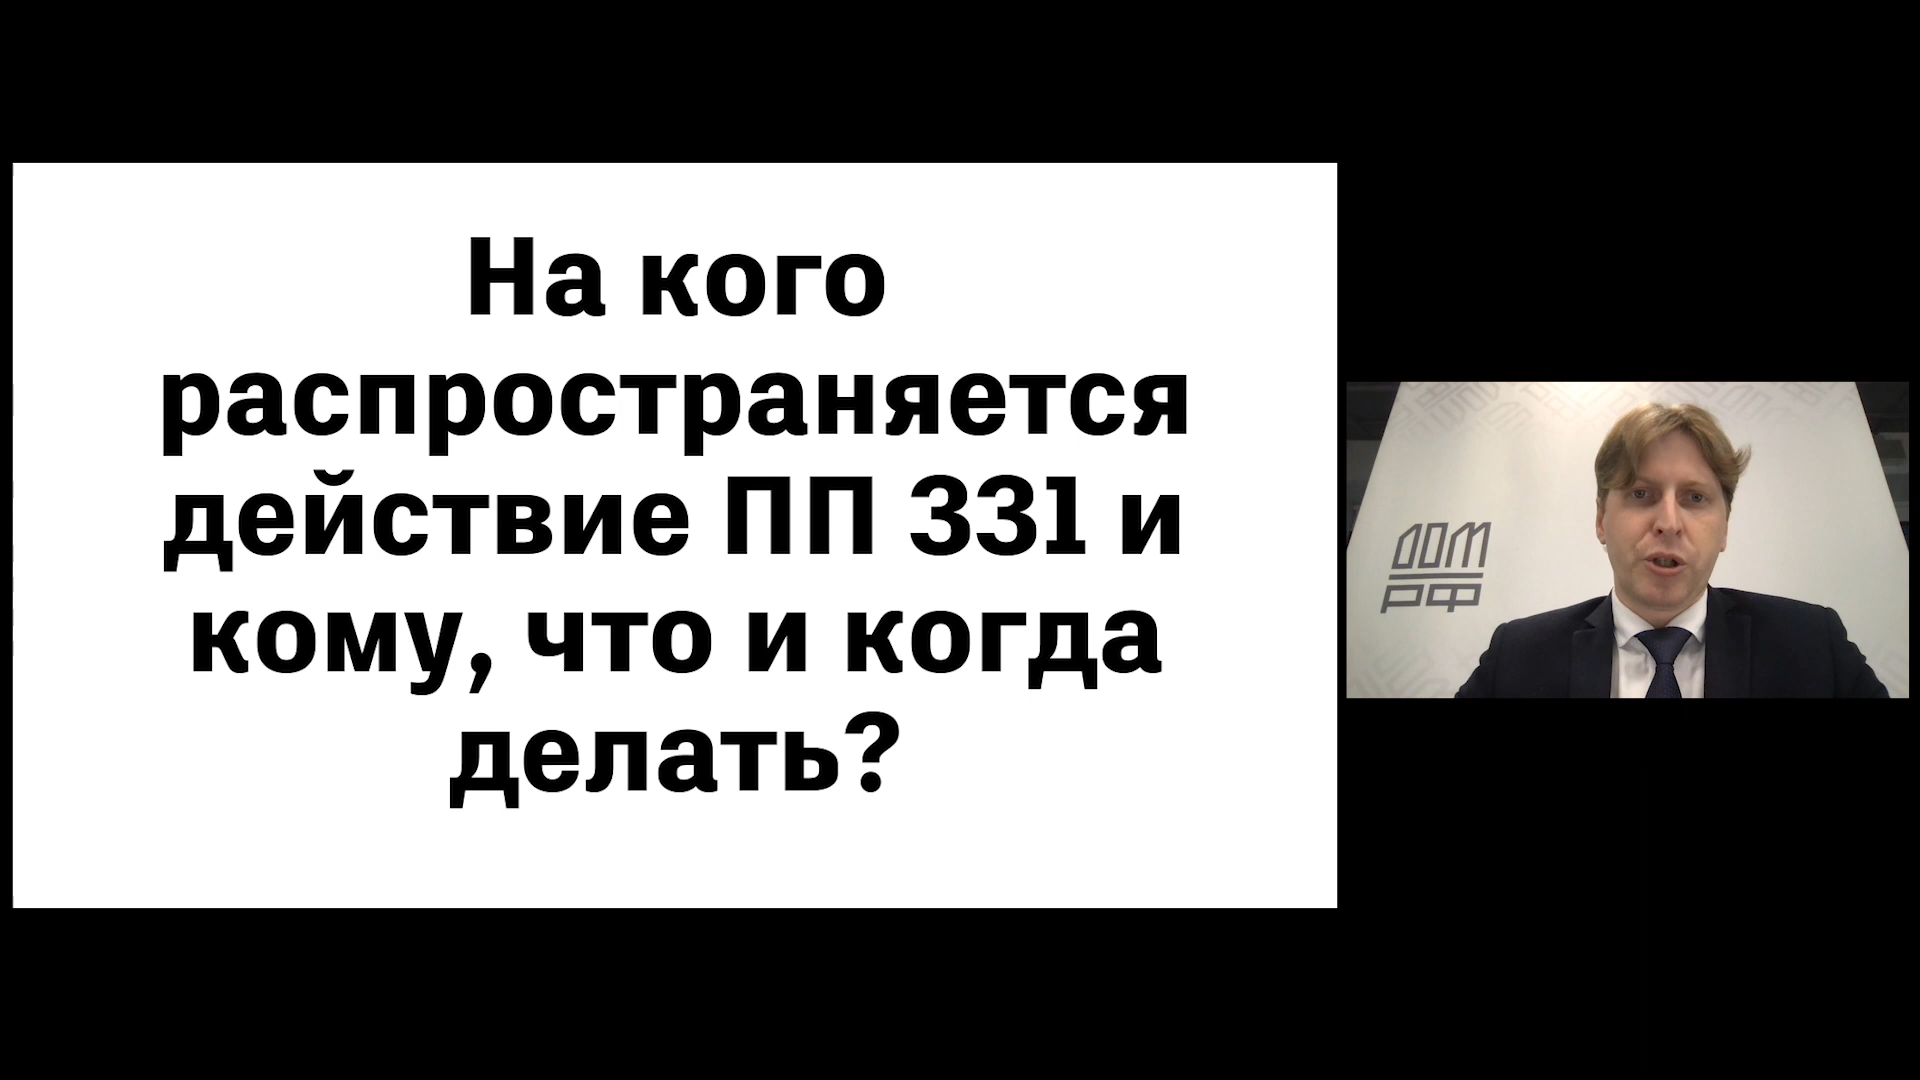 На кого
распространяется
действие ПП 331 и
кому, что и когда
делать?
ДОМ
РФ